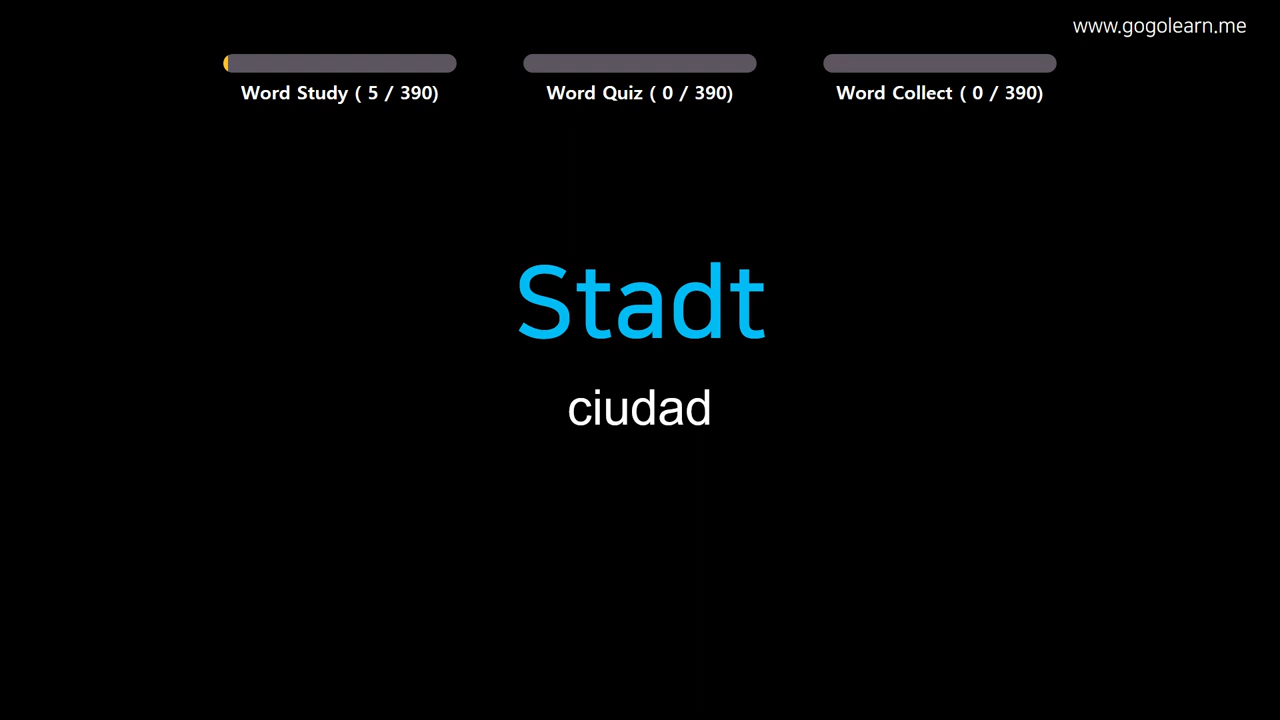 www.gogolearn.me
Word Study ( 5 / 390)
Word Quiz ( 0 / 390)
Word Collect ( 0 / 390)
Stadt
ciudad